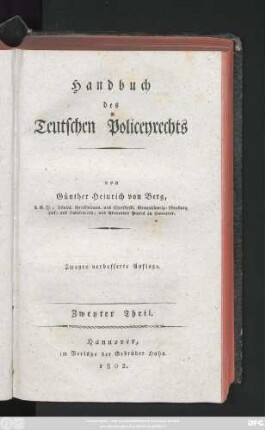 Handbuch
des
Teutschen Policeyrechts
von
Günther Heinrich von Berg,
Zweyte verbesserte Auflage.
Zweyter Theil.
Hannover,
im Verlage der Gebrüder Hahn.
1802.